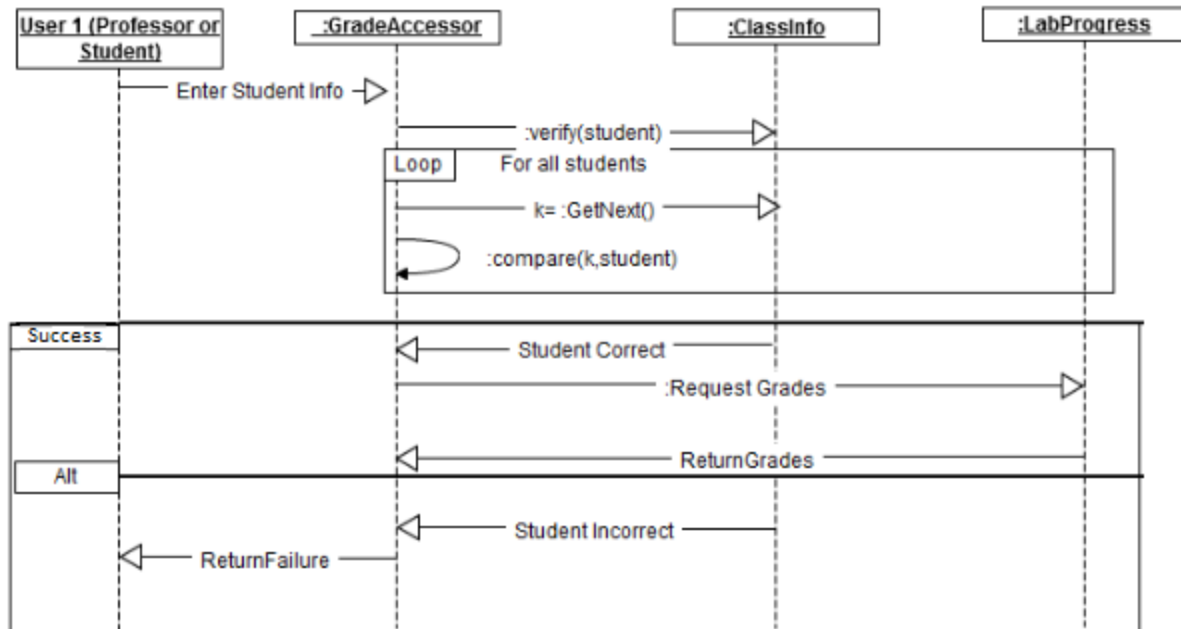 User 1 (Professor or
Student)
:GradeAccessor
:ClassInfo
:LabProgress
Enter Student Info
:verify(student)
Loop
For all students
k= :GetNext()
:compare(k,student)
Success
Student Correct
:Request Grades
ReturnGrades
Alt
Student Incorrect
ReturnFailure